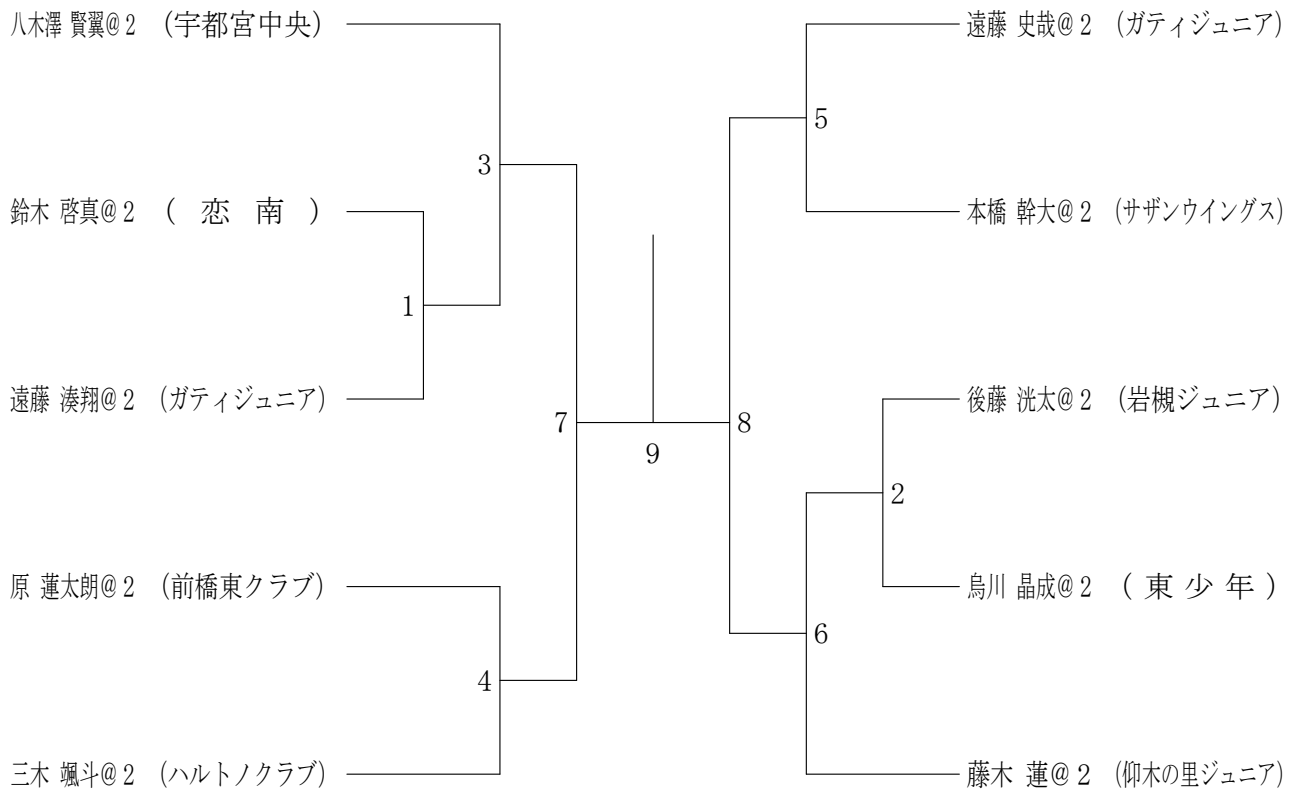 八木澤 賢翼@2 (宇都宮中央)
鈴木 啓真@2 (恋南)
遠藤 湊翔@2 (ガティジュニア)
原 蓮太朗@2 (前橋東クラブ)
三木 颯斗@2 (ハルトノクラブ)
1
3
4
7
9
8
5
2
6
遠藤 史哉@2 (ガティジュニア)
本橋 幹大@2 (サザンウイングス)
後藤 洸太@2 (岩槻ジュニア)
烏川 晶成@2 (東少年)
藤木 蓮@2 (仰木の里ジュニア)